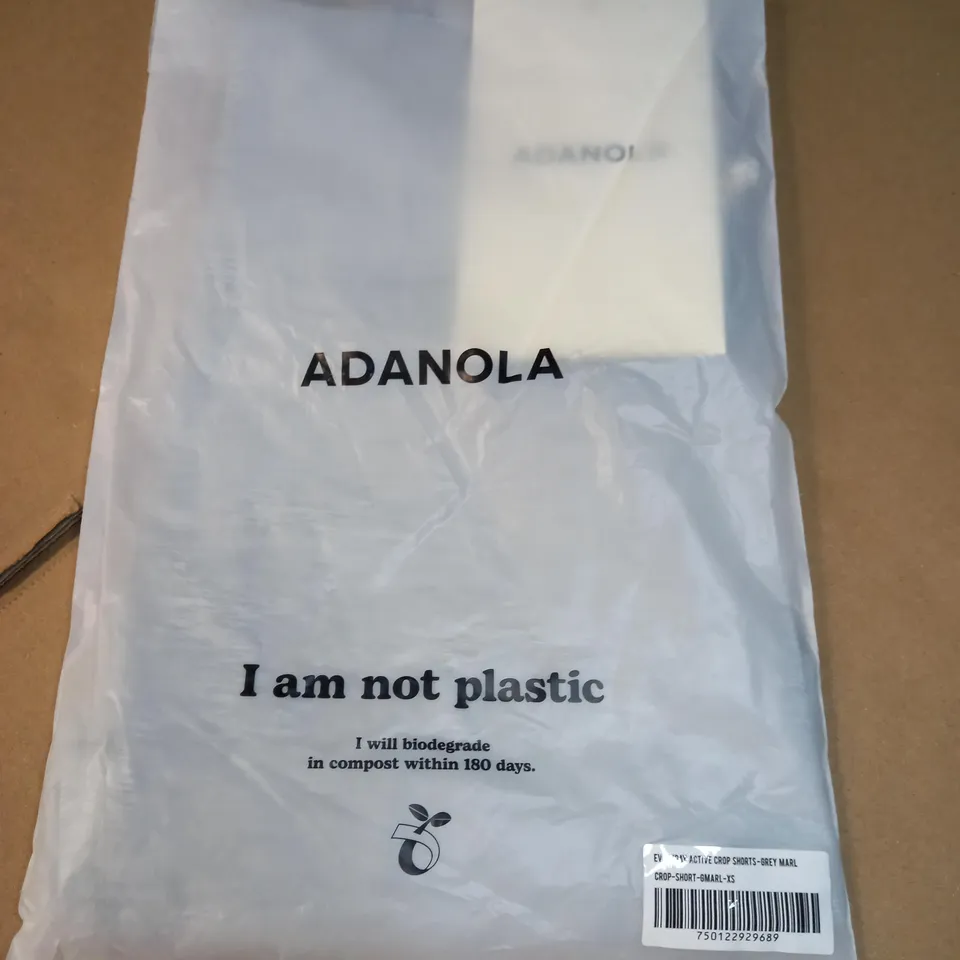 ADANOLA
ADANOLA
I am not plastic
I will biodegrade
in compost within 180 days.
ACTIVE CROP SHORTS-GREY MARL
CROP-SHORT-GMARL-XS
750122929689